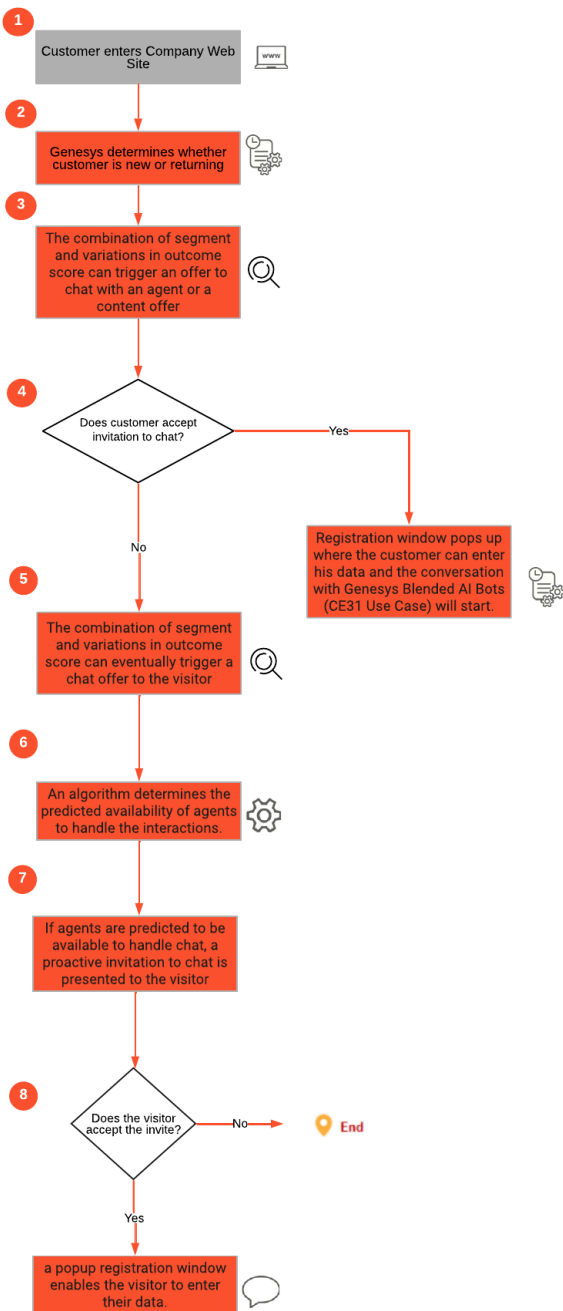 1
Customer enters Company Web
Site
www
2
Genesys determines whether
customer is new or returning
3
The combination of segment
and variations in outcome
score can trigger an offer to
chat with an agent or a
content offer
4
Does customer accept
invitation to chat?
Yes
Registration window pops up
where the customer can enter
his data and the conversation
with Genesys Blended AI Bots
(CE31 Use Case) will start.
No
5
The combination of segment
and variations in outcome
score can eventually trigger a
chat offer to the visitor
6
An algorithm determines the
predicted availability of agents
to handle the interactions.
7
If agents are predicted to be
available to handle chat, a
proactive invitation to chat is
presented to the visitor
8
Does the visitor
accept the invite?
No
End
Yes
a popup registration window
enables the visitor to enter
their data.